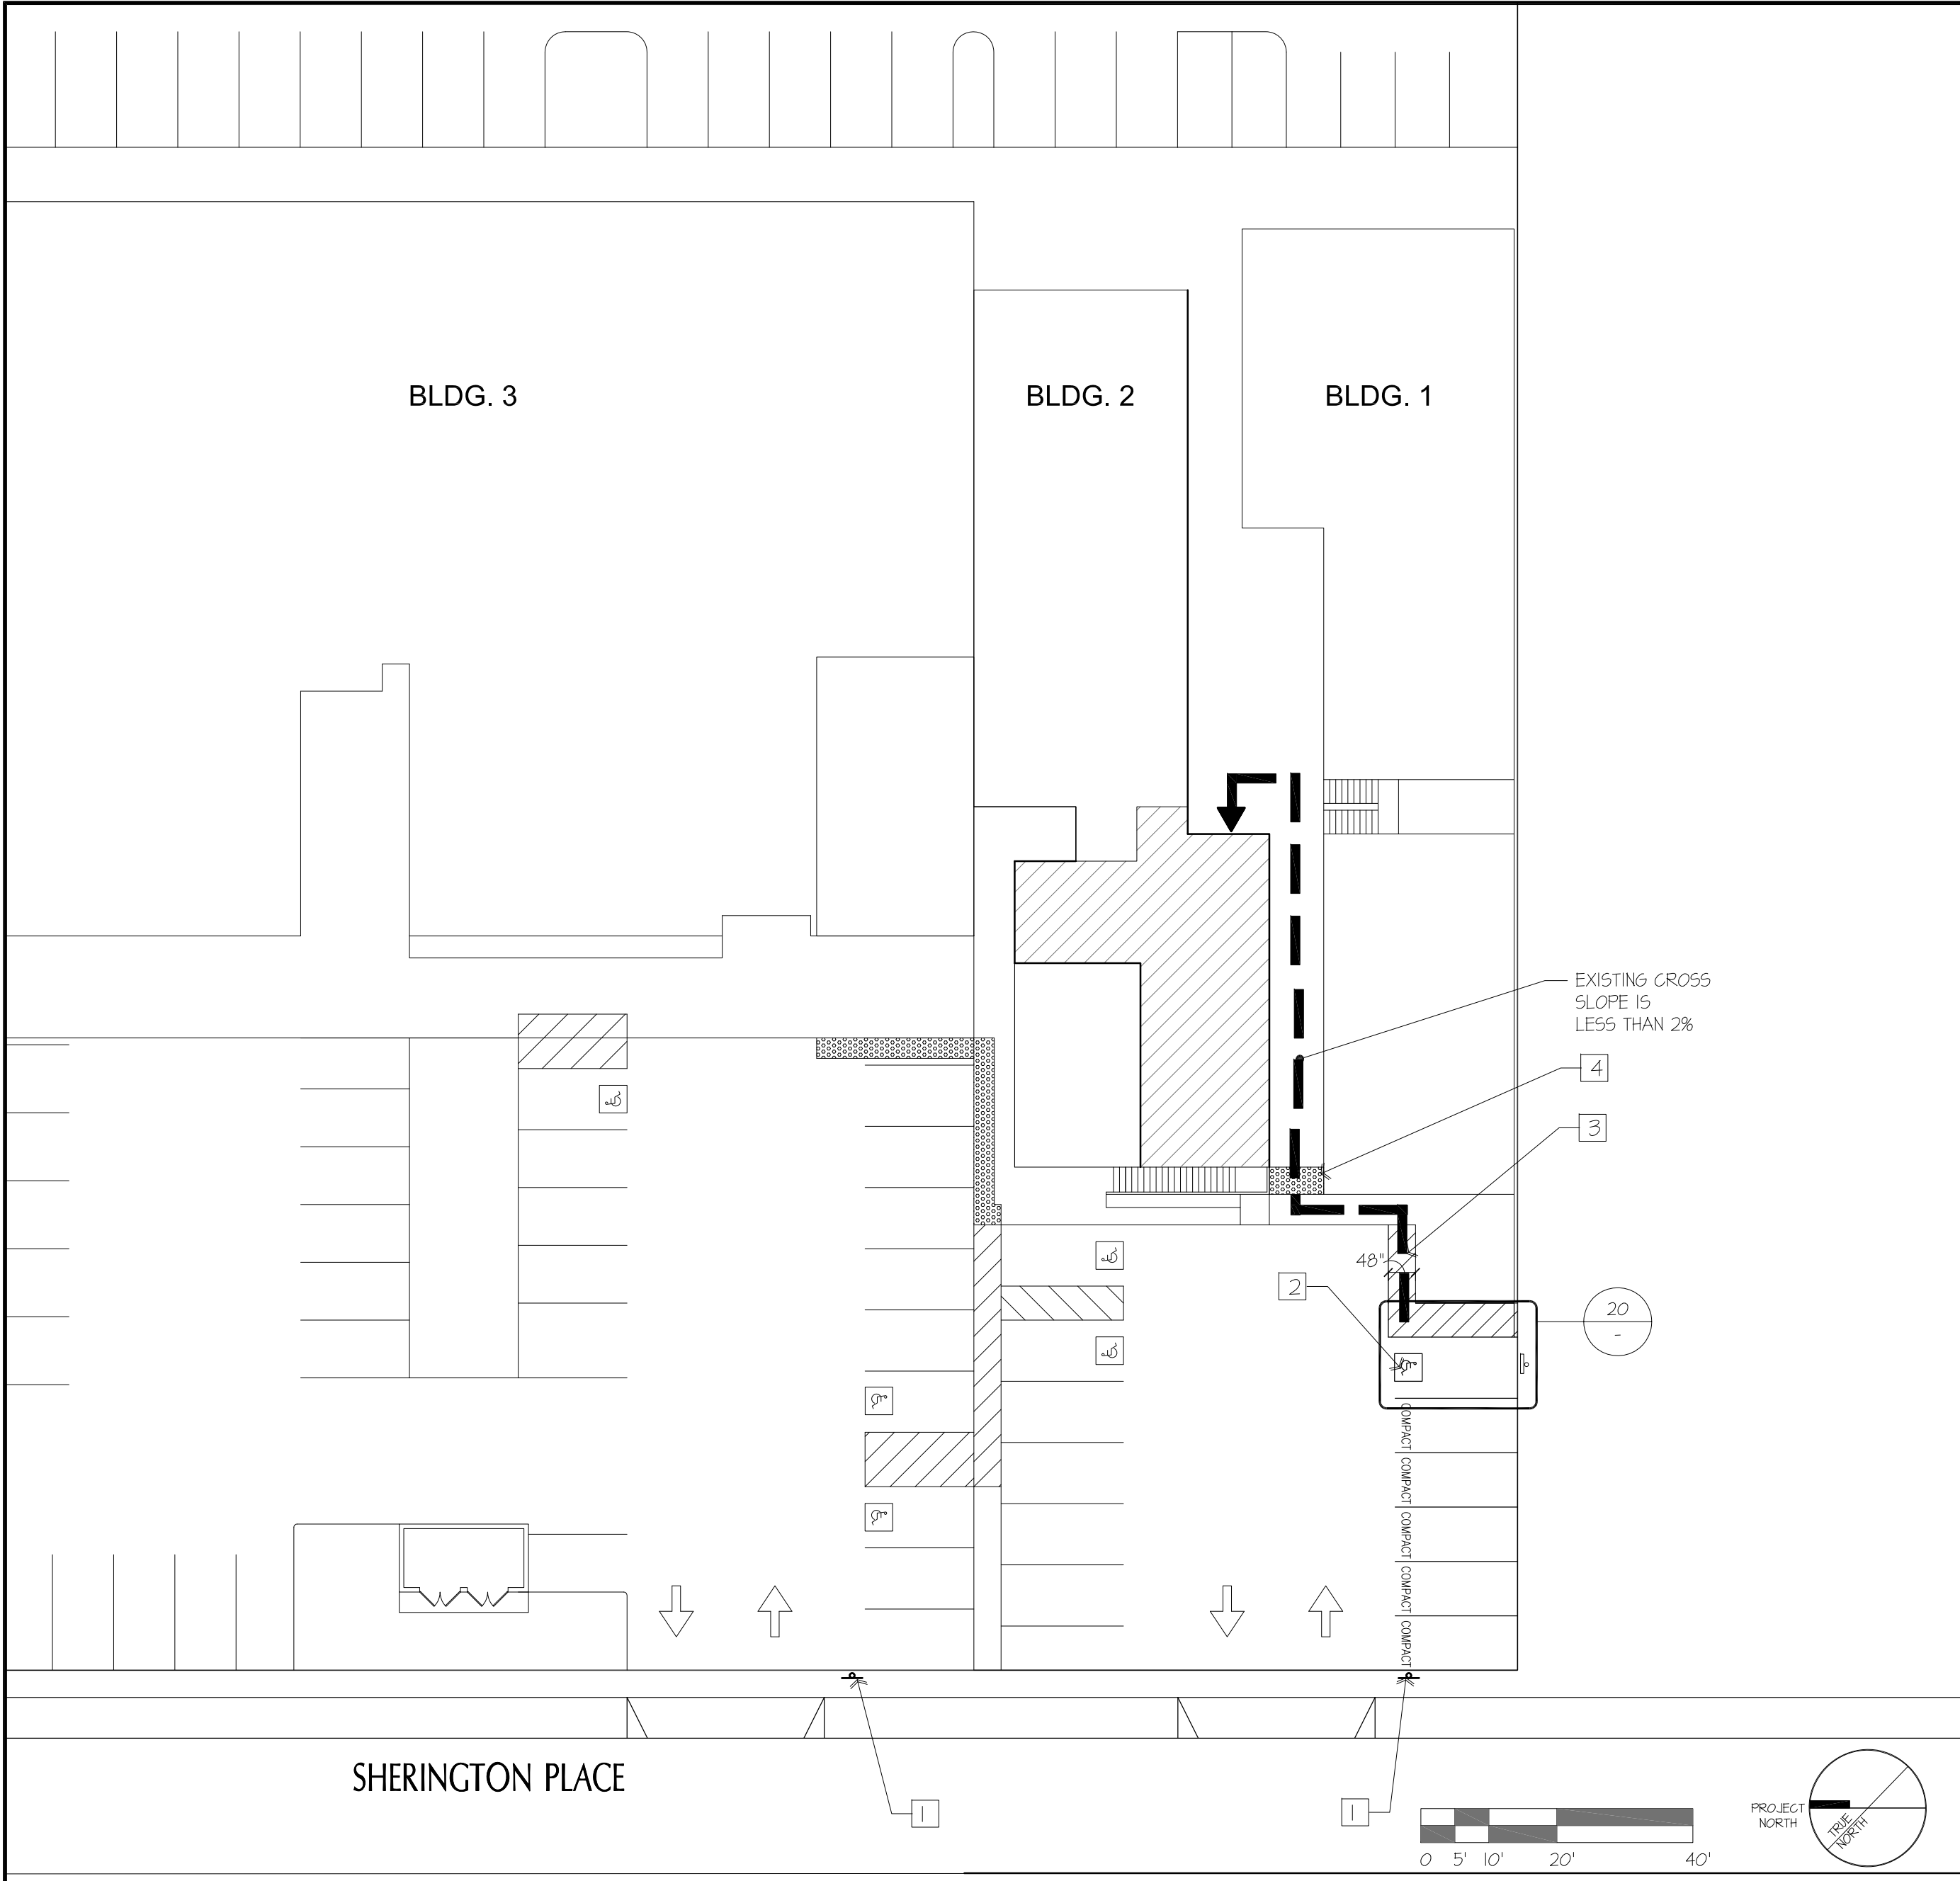 BLDG. 3
BLDG. 2
BLDG. 1
EXISTING CROSS
SLOPE IS
LESS THAN 2%
4
3
48"
2
20
-
COMPACT
COMPACT
COMPACT
COMPACT
COMPACT
SHERINGTON PLACE
1
1
0 5' 10' 20' 40'
PROJECT
NORTH
TRUE
NORTH